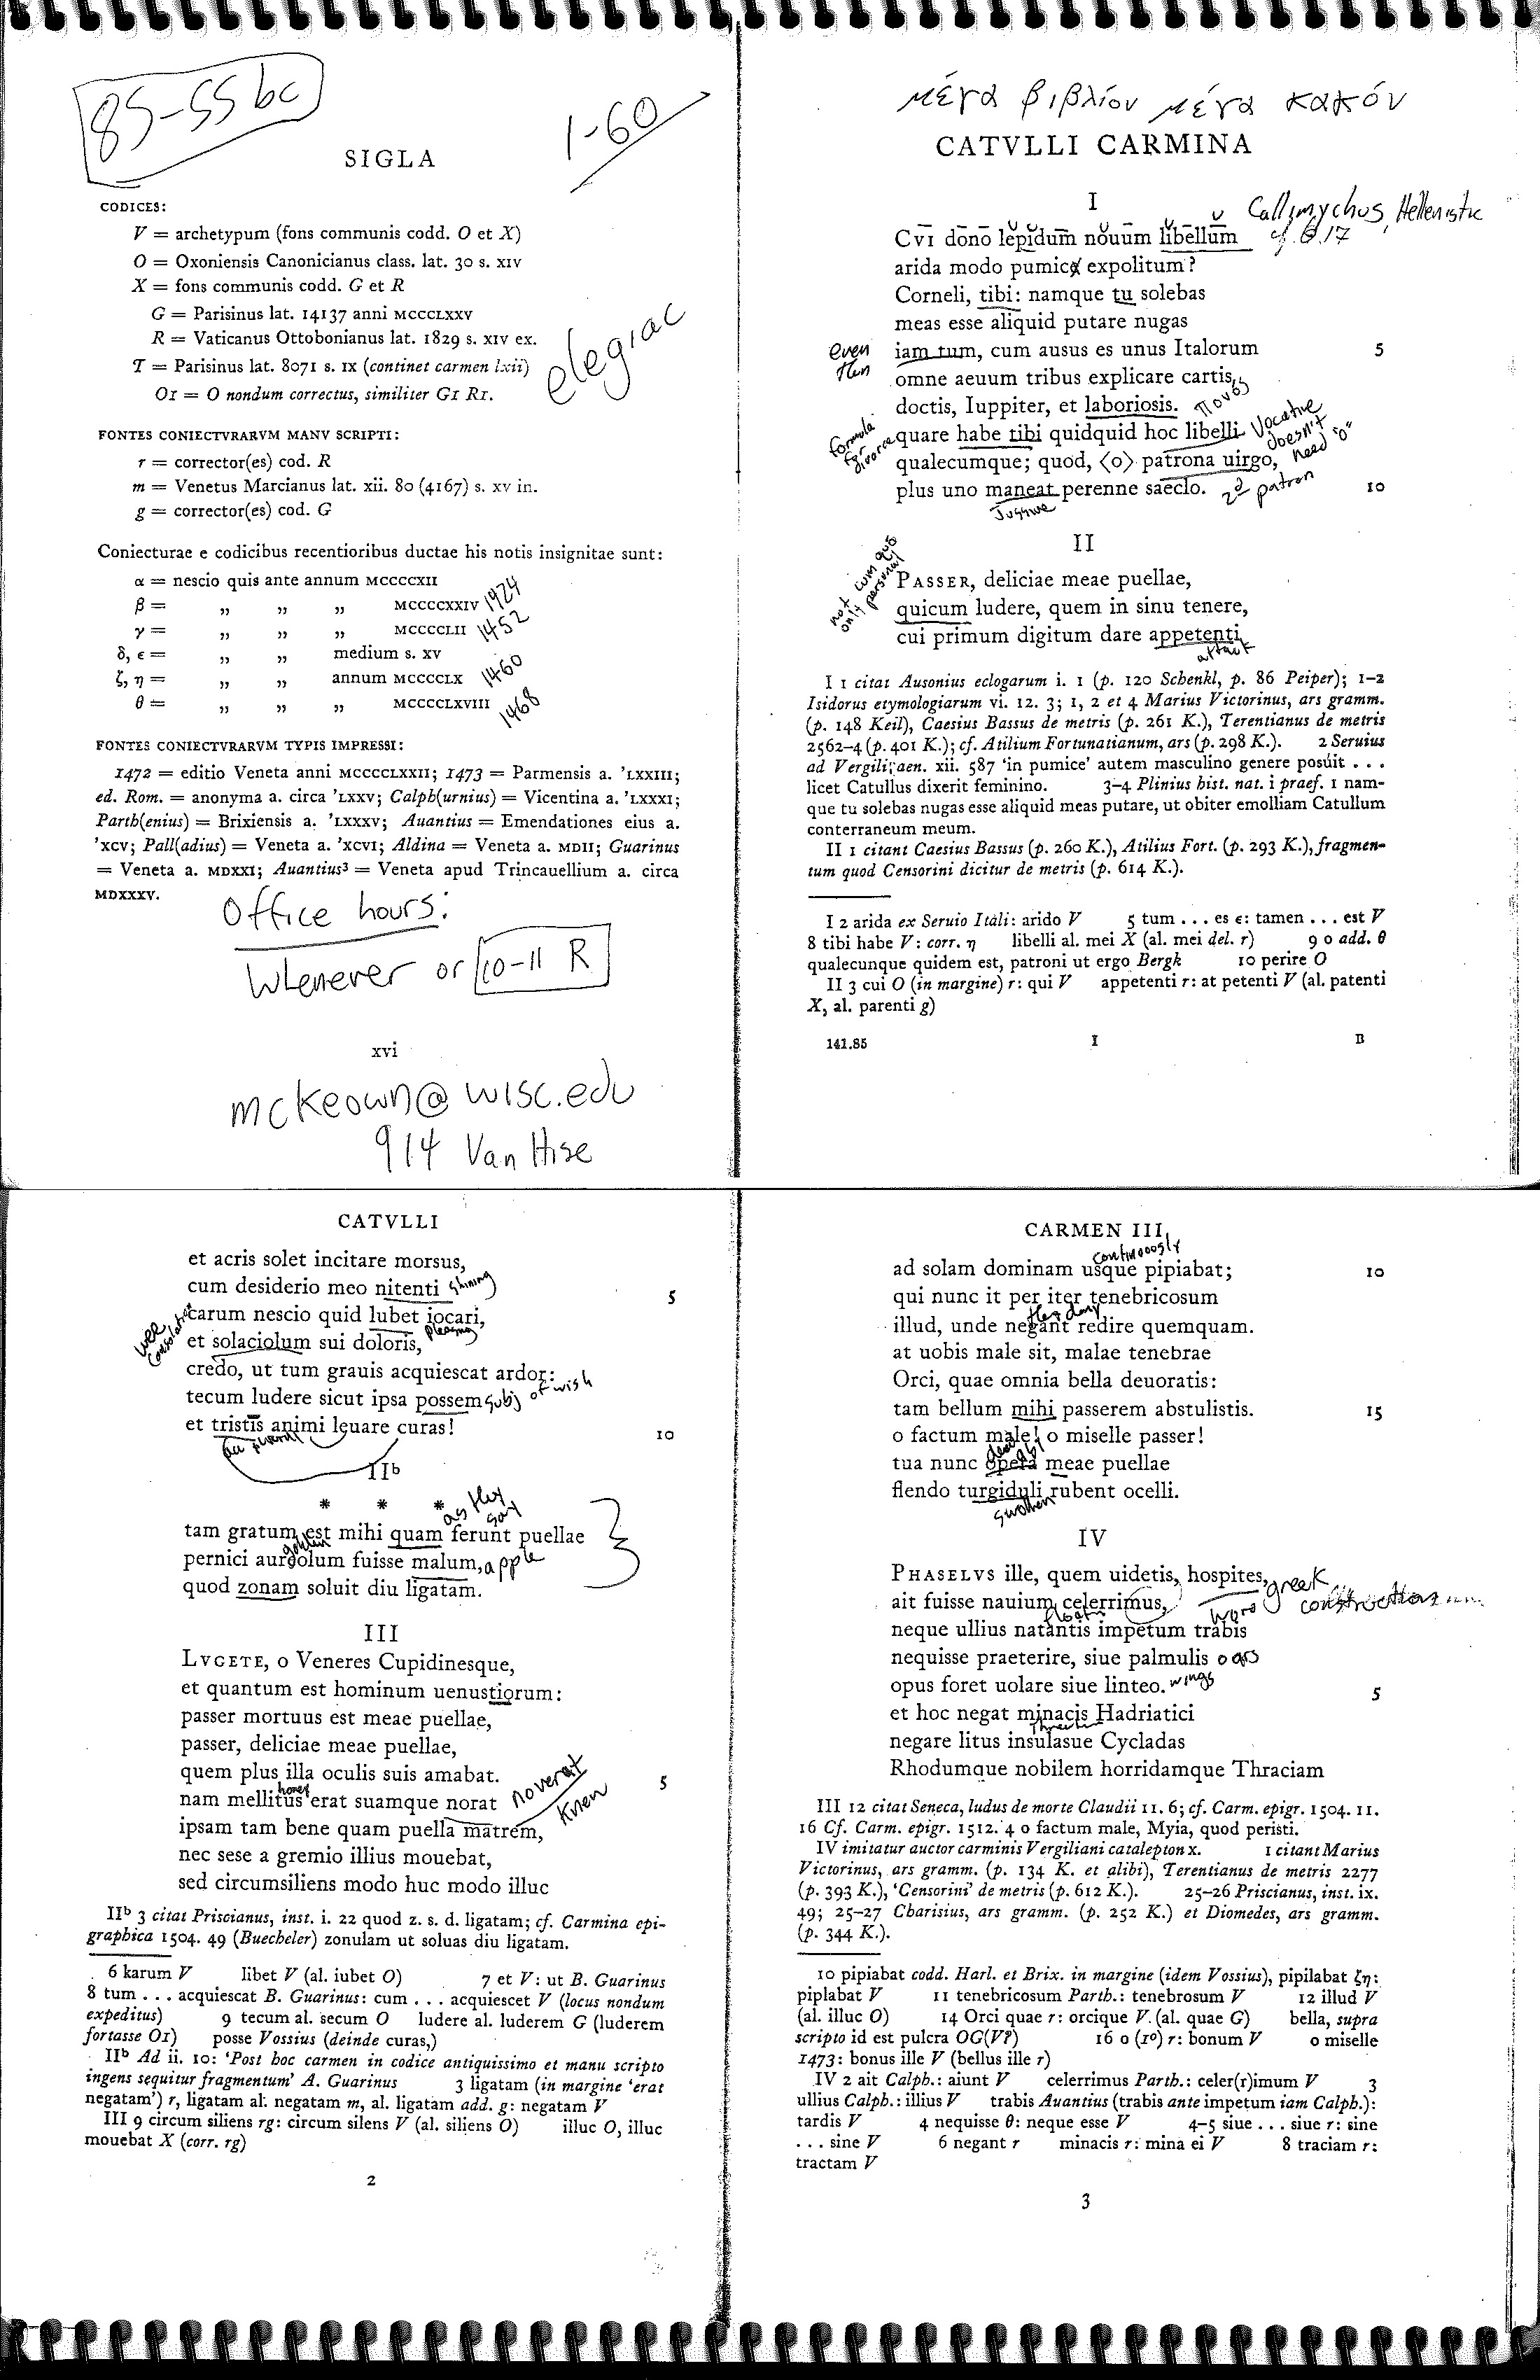 85-55 bc
1-60
SIGLA
CODICES:
V = archetypum (fons communis codd. O et X)
O = Oxoniensis Canonicianus class. lat. 30 s. XIV
X = fons communis codd. G et R
G = Parisinus lat. 14137 anni MCCCLXXV
R = Vaticanus Ottobonianus lat. 1829 s. XIV ex.
T = Parisinus lat. 8071 s. IX (continet carmen lxii)
O1 = O nondum correctus, similiter G1 R1.
elegiac
FONTES CONIECTVRARVM MANV SCRIPTI:
r = corrector(es) cod. R
m = Venetus Marcianus lat. xii. 80 (4167) s. XV in.
g = corrector(es) cod. G
Coniecturae e codicibus recentioribus ductae his notis insignitae sunt:
α = nescio quis ante annum MCCCCXII
β = ,, ,, ,, MCCCCXXIV 1424
γ = ,, ,, ,, MCCCCLII 1452
δ, ε = ,, ,, medium s. XV
ζ, η = ,, ,, annum MCCCCLX 1460
θ = ,, ,, ,, MCCCCLXVIII 1468
FONTES CONIECTVRARVM TYPIS IMPRESSI:
1472 = editio Veneta anni MCCCCLXXII; 1473 = Parmensis a. 'LXXIII;
ed. Rom. = anonyma a. circa 'LXXV; Calph(urnius) = Vicentina a. 'LXXXI;
Parth(enius) = Brixiensis a. 'LXXXV; Auantius = Emendationes eius a.
'XCV; Pall(adius) = Veneta a. 'XCVI; Aldina = Veneta a. MDII; Guarinus
= Veneta a. MDXXI; Auantius³ = Veneta apud Trincauellium a. circa
MDXXXV.
Office hours:
Whenever or 10-11 R
xvi
mckeown@wisc.edu
914 Van Hise
μέγα βιβλίον μέγα κακόν
CATVLLI CARMINA
I
Callimychus, Hellenistic
CVI dono lepidum nouum libellum cf. 6.17
arida modo pumice expolitum?
Corneli, tibi: namque tu solebas
meas esse aliquid putare nugas
even then
iam tum, cum ausus es unus Italorum 5
omne aeuum tribus explicare cartis,
doctis, Iuppiter, et laboriosis. πονος
formula for divorce
quare habe tibi quidquid hoc libelli Vocative doesn't need "o"
qualecumque; quod, ⟨o⟩ patrona uirgo,
plus uno maneat perenne saeclo. 2d patron 10
Jussive
II
not cum quo only personal
PASSER, deliciae meae puellae,
quicum ludere, quem in sinu tenere,
cui primum digitum dare appetenti
attack
I 1 citat Ausonius eclogarum i. 1 (p. 120 Schenkl, p. 86 Peiper); 1-2
Isidorus etymologiarum vi. 12. 3; 1, 2 et 4 Marius Victorinus, ars gramm.
(p. 148 Keil), Caesius Bassus de metris (p. 261 K.), Terentianus de metris
2562-4 (p. 401 K.); cf. Atilium Fortunatianum, ars (p. 298 K.). 2 Seruius
ad Vergili aen. xii. 587 'in pumice' autem masculino genere posuit . . .
licet Catullus dixerit feminino. 3-4 Plinius hist. nat. i praef. 1 nam-
que tu solebas nugas esse aliquid meas putare, ut obiter emolliam Catullum
conterraneum meum.
II 1 citant Caesius Bassus (p. 260 K.), Atilius Fort. (p. 293 K.), fragmen-
tum quod Censorini dicitur de metris (p. 614 K.).
I 2 arida ex Seruio Itali: arido V 5 tum . . . es ε: tamen . . . est V
8 tibi habe V: corr. η libelli al. mei X (al. mei del. r) 9 o add. θ
qualecunque quidem est, patroni ut ergo Bergk 10 perire O
II 3 cui O (in margine) r: qui V appetenti r: at petenti V (al. patenti
X, al. parenti g)
141.85 I B
CATVLLI
et acris solet incitare morsus,
cum desiderio meo nitenti shining 5
carum nescio quid lubet iocari,
pleasing
wee consolation
et solaciolum sui doloris,
credo, ut tum grauis acquiescat ardor:
tecum ludere sicut ipsa possem subj of wish
et tristis animi leuare curas! 10
acc plural
IIb
* * *
as they say
tam gratum est mihi quam ferunt puellae
golden
pernici aureolum fuisse malum, apple
quod zonam soluit diu ligatam.
III
LVGETE, o Veneres Cupidinesque,
et quantum est hominum uenustiorum:
passer mortuus est meae puellae,
passer, deliciae meae puellae,
quem plus illa oculis suis amabat. 5
honey
nam mellitus erat suamque norat noverat
knew
ipsam tam bene quam puella matrem,
nec sese a gremio illius mouebat,
sed circumsiliens modo huc modo illuc
IIb 3 citat Priscianus, inst. i. 22 quod z. s. d. ligatam; cf. Carmina epi-
graphica 1504. 49 (Buecheler) zonulam ut soluas diu ligatam.
6 karum V libet V (al. iubet O) 7 et V: ut B. Guarinus
8 tum . . . acquiescat B. Guarinus: cum . . . acquiescet V (locus nondum
expeditus) 9 tecum al. secum O ludere al. luderem G (luderem
fortasse O1) posse Vossius (deinde curas,)
IIb Ad ii. 10: 'Post hoc carmen in codice antiquissimo et manu scripto
ingens sequitur fragmentum' A. Guarinus 3 ligatam (in margine 'erat
negatam') r, ligatam al. negatam m, al. ligatam add. g: negatam V
III 9 circum siliens rg: circum silens V (al. siliens O) illuc O, illuc
mouebat X (corr. rg)
2
CARMEN III
continuously
ad solam dominam usque pipiabat; 10
qui nunc it per iter tenebricosum
they deny
illud, unde negant redire quemquam.
at uobis male sit, malae tenebrae
Orci, quae omnia bella deuoratis:
tam bellum mihi passerem abstulistis. 15
o factum male! o miselle passer!
tua nunc opera meae puellae
flendo turgiduli rubent ocelli.
swollen
IV
PHASELVS ille, quem uidetis, hospites, greek construction
ait fuisse nauium celerrimus,
floats
neque ullius natantis impetum trabis
nequisse praeterire, siue palmulis oars
opus foret uolare siue linteo. wings 5
et hoc negat minacis Hadriatici
negare litus insulasue Cycladas
Rhodumque nobilem horridamque Thraciam
III 12 citat Seneca, ludus de morte Claudii 11. 6; cf. Carm. epigr. 1504. 11.
16 Cf. Carm. epigr. 1512. 4 o factum male, Myia, quod peristi.
IV imitatur auctor carminis Vergiliani catalepton x. 1 citant Marius
Victorinus, ars gramm. (p. 134 K. et alibi), Terentianus de metris 2277
(p. 393 K.), 'Censorini' de metris (p. 612 K.). 25-26 Priscianus, inst. ix.
49; 25-27 Charisius, ars gramm. (p. 252 K.) et Diomedes, ars gramm.
(p. 344 K.).
10 pipiabat codd. Harl. et Brix. in margine (idem Vossius), pipilabat ζη:
piplabat V 11 tenebricosum Parth.: tenebrosum V 12 illud V
(al. illuc O) 14 Orci quae r: orcique V (al. quae G) bella, supra
scripto id est pulcra OG(V?) 16 o (1º) r: bonum V o miselle
1473: bonus ille V (bellus ille r)
IV 2 ait Calph.: aiunt V celerrimus Parth.: celer(r)imum V 3
ullius Calph.: illius V trabis Auantius (trabis ante impetum iam Calph.):
tardis V 4 nequisse θ: neque esse V 4-5 siue . . . siue r: sine
. . . sine V 6 negant r minacis r: mina ei V 8 traciam r:
tractam V
3